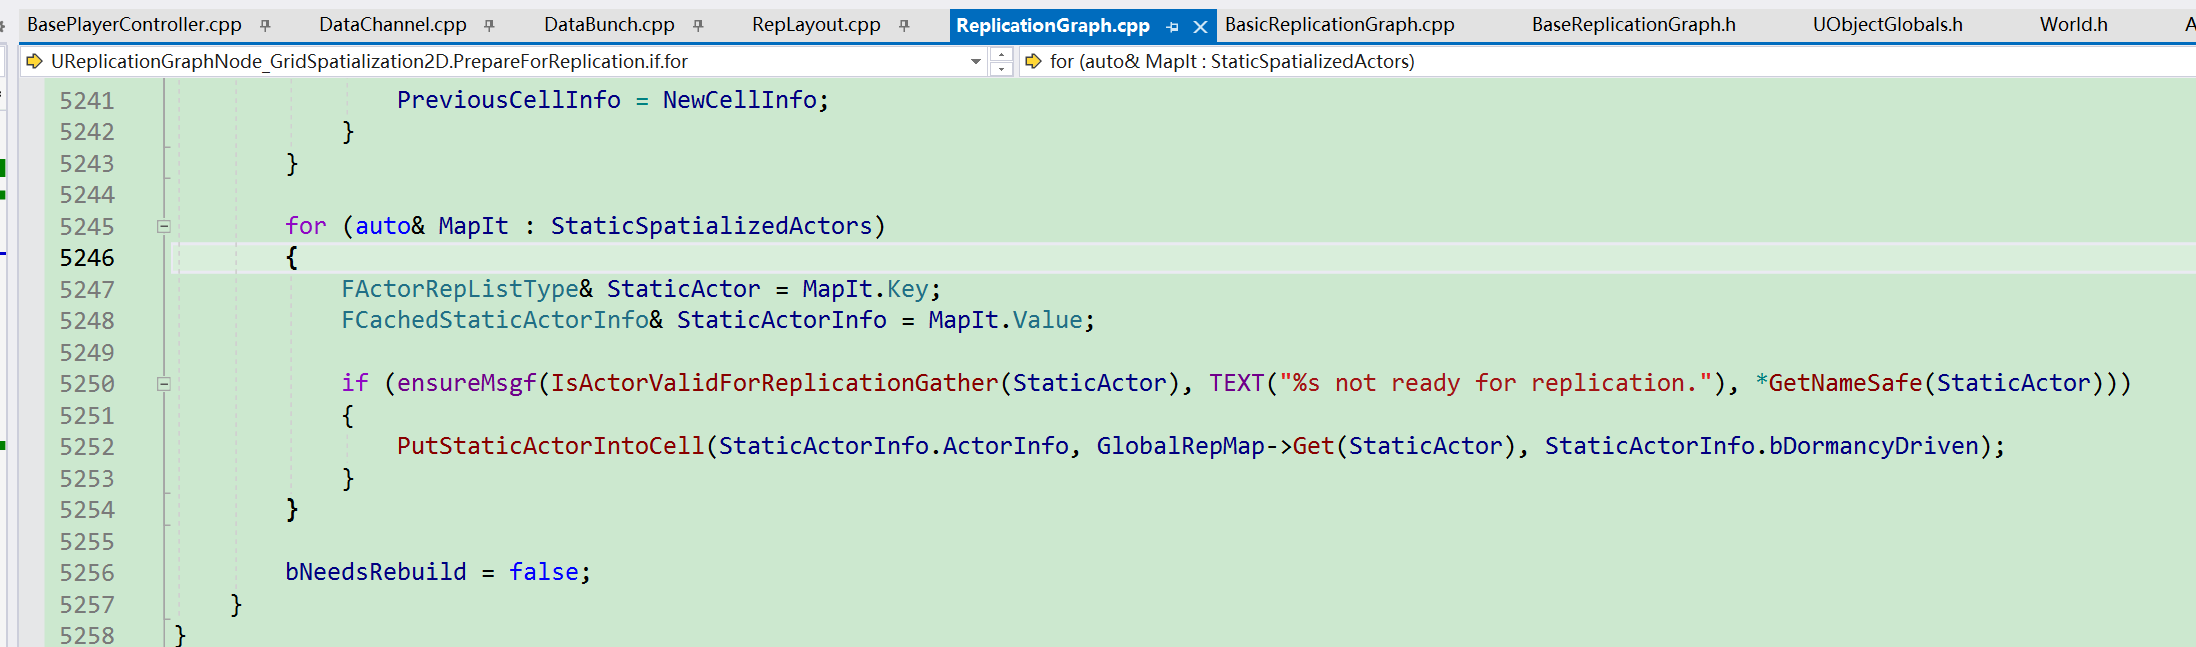 BasePlayerController.cpp DataChannel.cpp DataBunch.cpp RepLayout.cpp ReplicationGraph.cpp BasicReplicationGraph.cpp BaseReplicationGraph.h UObjectGlobals.h World.h
UReplicationGraphNode_GridSpatialization2D.PrepareForReplication.if.for for (auto& MapIt : StaticSpatializedActors)
5241 PreviousCellInfo = NewCellInfo;
5242 }
5243 }
5244
5245 for (auto& MapIt : StaticSpatializedActors)
5246 {
5247 FActorRepListType& StaticActor = MapIt.Key;
5248 FCachedStaticActorInfo& StaticActorInfo = MapIt.Value;
5249
5250 if (ensureMsgf(IsActorValidForReplicationGather(StaticActor), TEXT("%s not ready for replication."), *GetNameSafe(StaticActor)))
5251 {
5252 PutStaticActorIntoCell(StaticActorInfo.ActorInfo, GlobalRepMap->Get(StaticActor), StaticActorInfo.bDormancyDriven);
5253 }
5254 }
5255
5256 bNeedsRebuild = false;
5257 }
5258 }